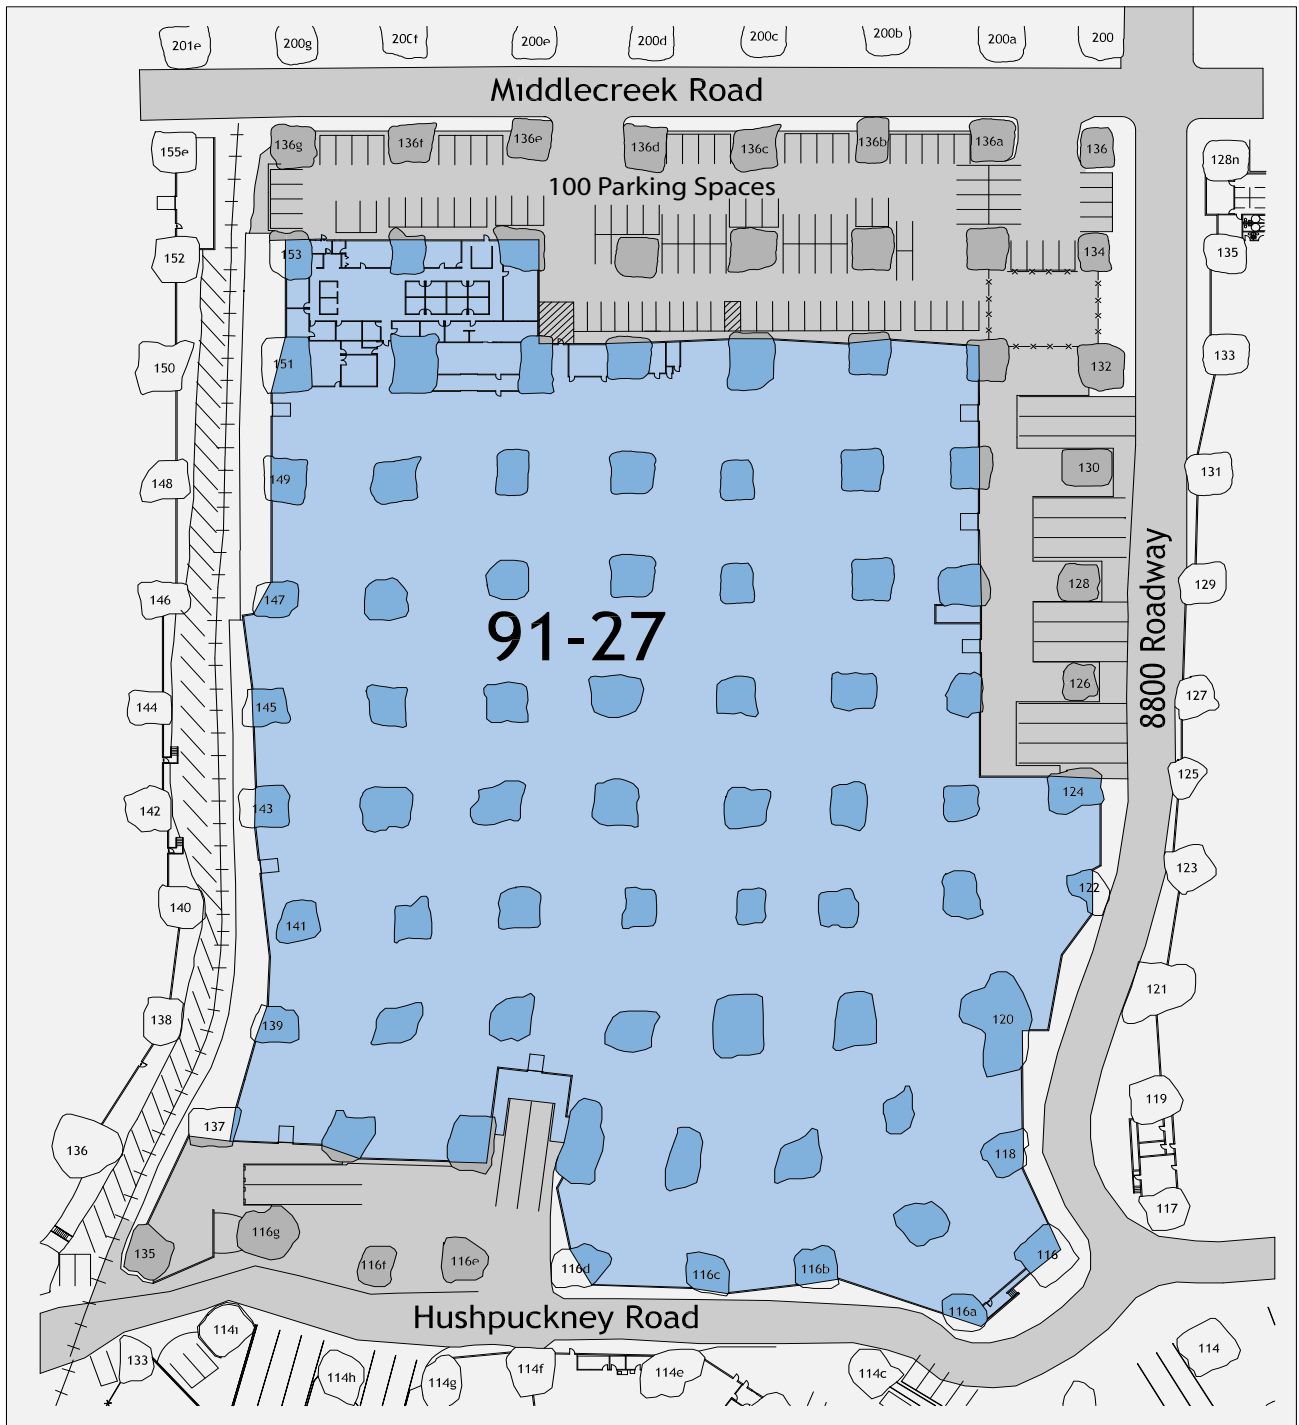 201e 200g 200f 200e 200d 200c 200b 200a 200
Middlecreek Road
155e 136g 136f 136e 136d 136c 136b 136a 136 128n
100 Parking Spaces
152 153 134 135
150 151 132 133
148 149 130 131
146 147 128 129
91-27
8800 Roadway
144 145 126 127
142 143 124 125
140 141 122 123
138 139 120 121
136 137 118 119
117
135 116g 116f 116e 116d 116c 116b 116
116a
Hushpuckney Road
133 114i 114h 114g 114f 114e 114c 114